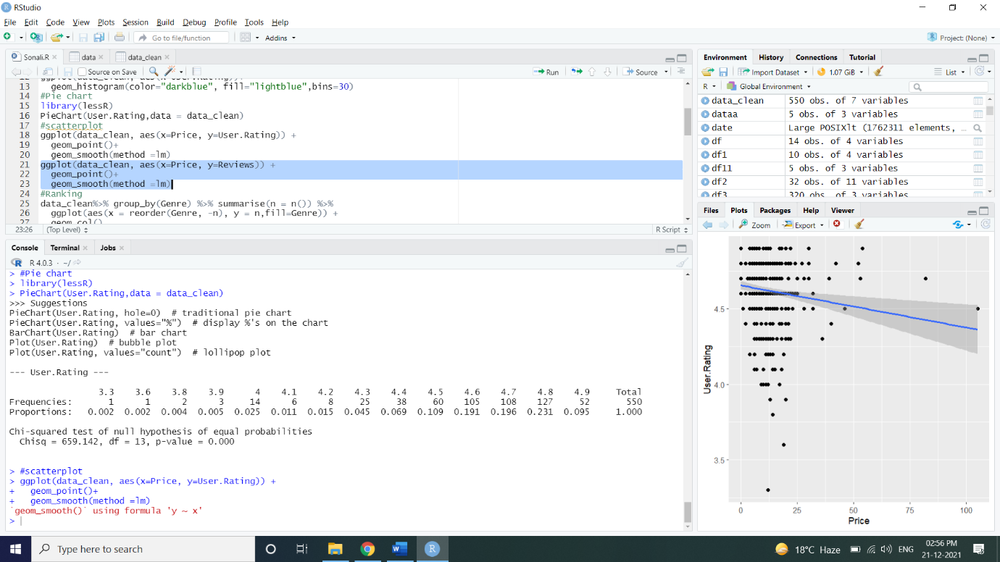 RStudio
File Edit Code View Plots Session Build Debug Profile Tools Help
Go to file/function Addins Project: (None)
Sonali.R data data_clean
Source on Save Run Source
13 geom_histogram(color="darkblue", fill="lightblue",bins=30)
14 #Pie chart
15 library(lessR)
16 PieChart(User.Rating,data = data_clean)
17 #scatterplot
18 ggplot(data_clean, aes(x=Price, y=User.Rating)) +
19 geom_point()+
20 geom_smooth(method =lm)
21 ggplot(data_clean, aes(x=Price, y=Reviews)) +
22 geom_point()+
23 geom_smooth(method =lm)
24 #Ranking
25 data_clean%>% group_by(Genre) %>% summarise(n = n()) %>%
26 ggplot(aes(x = reorder(Genre, -n), y = n,fill=Genre)) +
27 geom_col()
23:26 (Top Level) R Script
Console Terminal Jobs
R 4.0.3 · ~/
> #Pie chart
> library(lessR)
> PieChart(User.Rating,data = data_clean)
>>> Suggestions
PieChart(User.Rating, hole=0) # traditional pie chart
PieChart(User.Rating, values="%") # display %'s on the chart
BarChart(User.Rating) # bar chart
Plot(User.Rating) # bubble plot
Plot(User.Rating, values="count") # lollipop plot
--- User.Rating ---
3.3 3.6 3.8 3.9 4 4.1 4.2 4.3 4.4 4.5 4.6 4.7 4.8 4.9 Total
Frequencies: 1 1 2 3 14 6 8 25 38 60 105 108 127 52 550
Proportions: 0.002 0.002 0.004 0.005 0.025 0.011 0.015 0.045 0.069 0.109 0.191 0.196 0.231 0.095 1.000
Chi-squared test of null hypothesis of equal probabilities
Chisq = 659.142, df = 13, p-value = 0.000
> #scatterplot
> ggplot(data_clean, aes(x=Price, y=User.Rating)) +
+ geom_point()+
+ geom_smooth(method =lm)
`geom_smooth()` using formula 'y ~ x'
>
Environment History Connections Tutorial
Import Dataset 1.07 GiB List
R Global Environment
data_clean 550 obs. of 7 variables
dataa 5 obs. of 3 variables
date Large POSIXlt (1762311 elements, …
df 14 obs. of 4 variables
df1 10 obs. of 4 variables
df11 5 obs. of 3 variables
df2 32 obs. of 11 variables
df3 320 obs. of 3 variables
Files Plots Packages Help Viewer
Zoom Export
User.Rating
4.5
4.0
3.5
0 25 50 75 100
Price
Type here to search
18°C Haze ENG
02:56 PM
21-12-2021